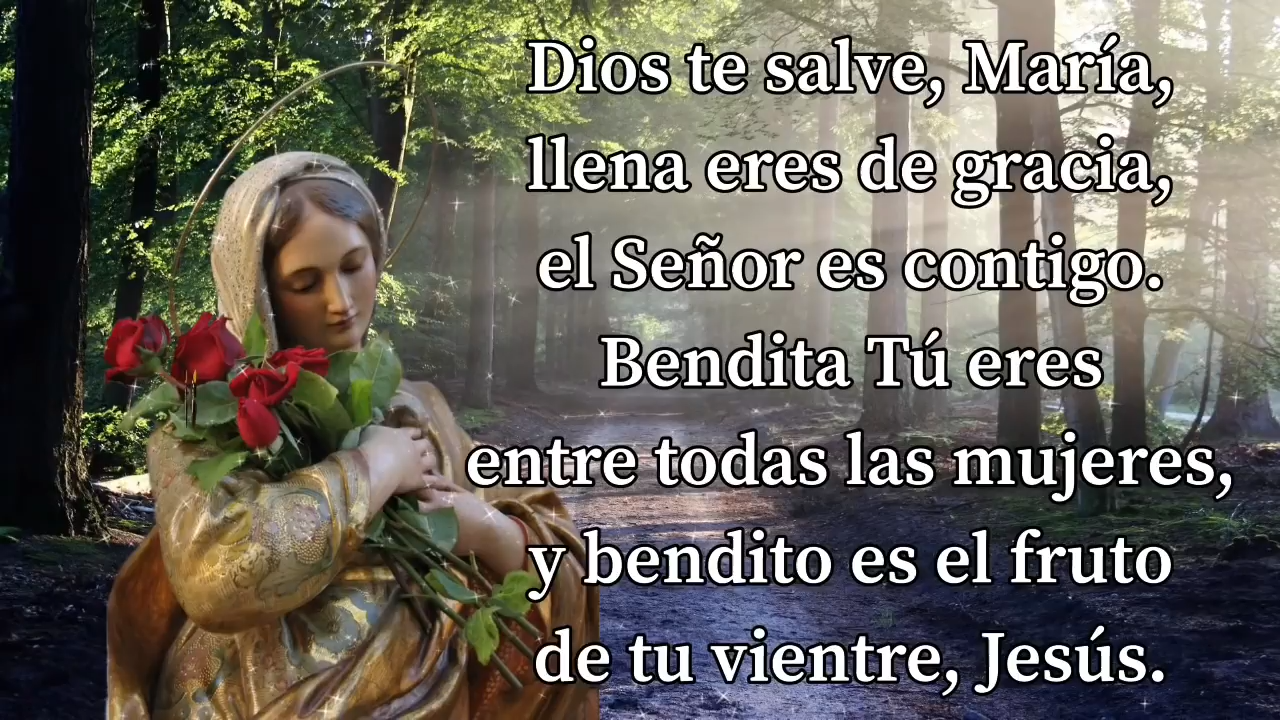 Dios te salve, María,
llena eres de gracia,
el Señor es contigo.
Bendita Tú eres
entre todas las mujeres,
y bendito es el fruto
de tu vientre, Jesús.